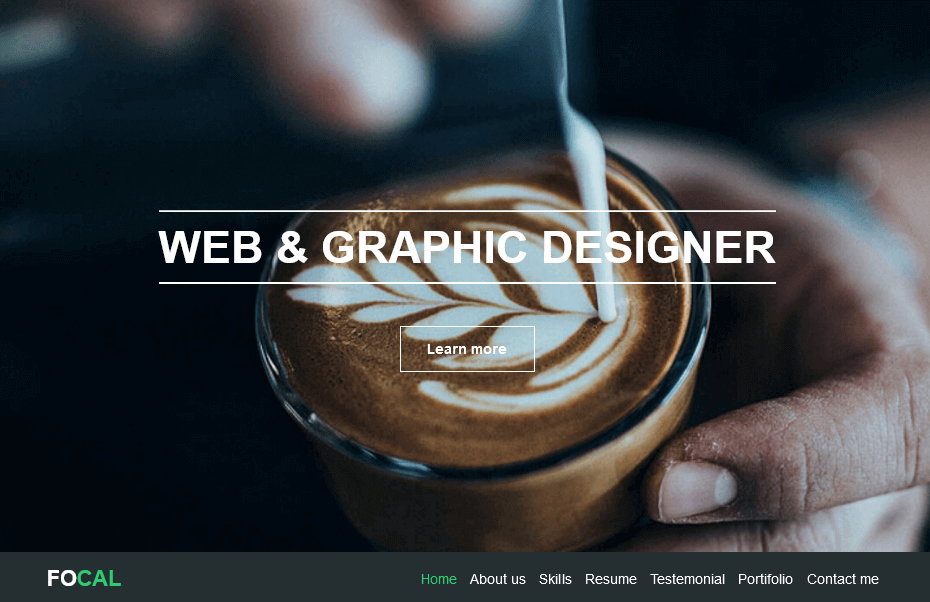 WEB & GRAPHIC DESIGNER
Learn more
FOCAL
Home About us Skills Resume Testemonial Portifolio Contact me